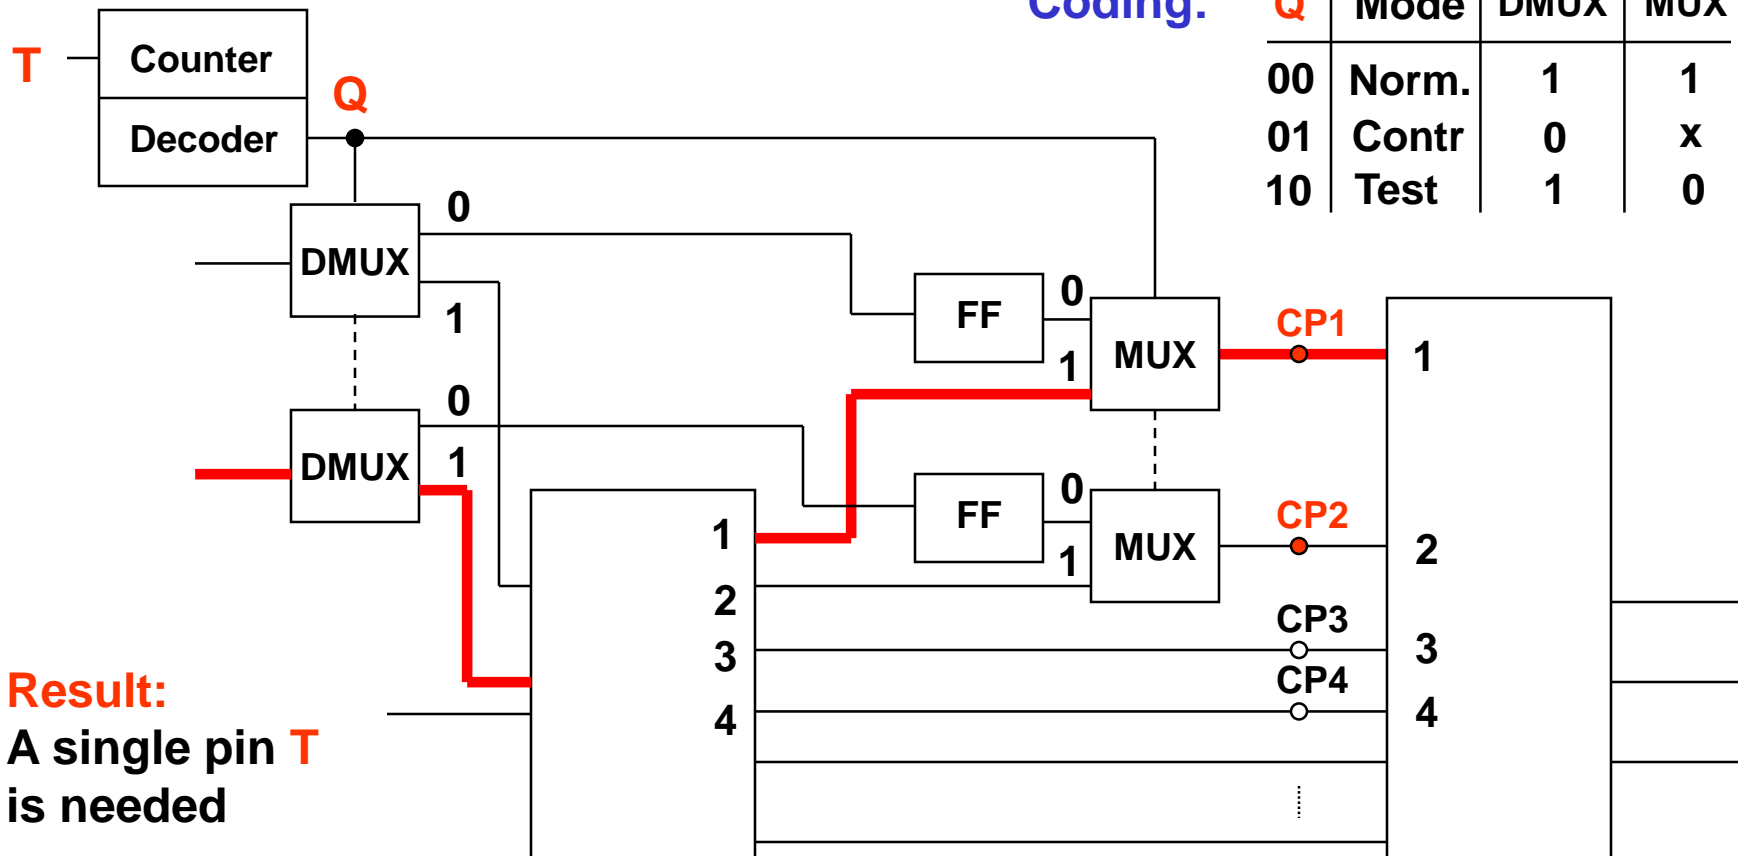 Coding:
Q Mode DMUX MUX
00 Norm. 1 1
01 Contr 0 x
10 Test 1 0
T
Counter
Decoder
Q
DMUX
0
1
DMUX
0
1
FF
0
1
MUX
CP1
1
FF
0
1
MUX
CP2
2
1
2
3
4
CP3
3
CP4
4
Result:
A single pin T
is needed